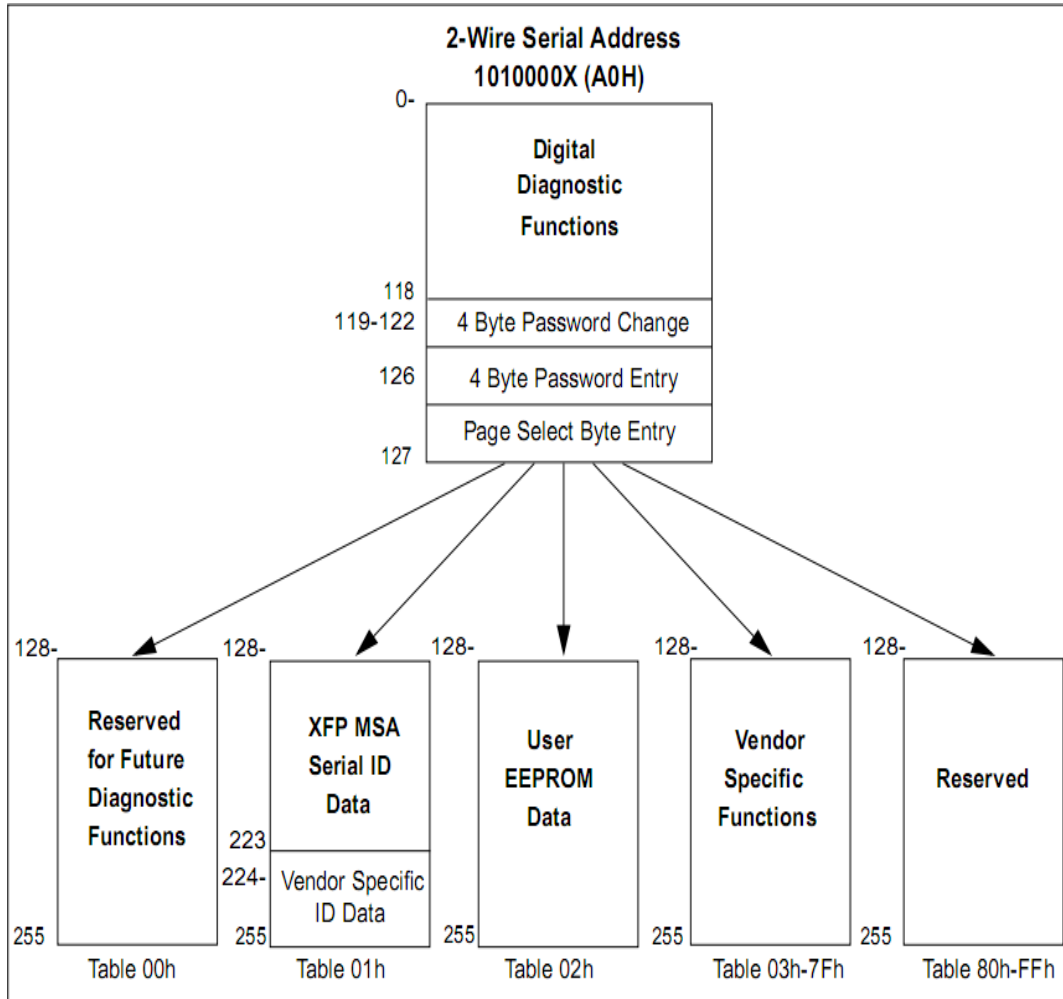 2-Wire Serial Address
1010000X (A0H)
0-
Digital
Diagnostic
Functions
118
119-122
4 Byte Password Change
126
4 Byte Password Entry
Page Select Byte Entry
127
128-
Reserved
for Future
Diagnostic
Functions
255
Table 00h
128-
XFP MSA
Serial ID
Data
223
224-
Vendor Specific
ID Data
255
Table 01h
128-
User
EEPROM
Data
255
Table 02h
128-
Vendor
Specific
Functions
255
Table 03h-7Fh
128-
Reserved
255
Table 80h-FFh